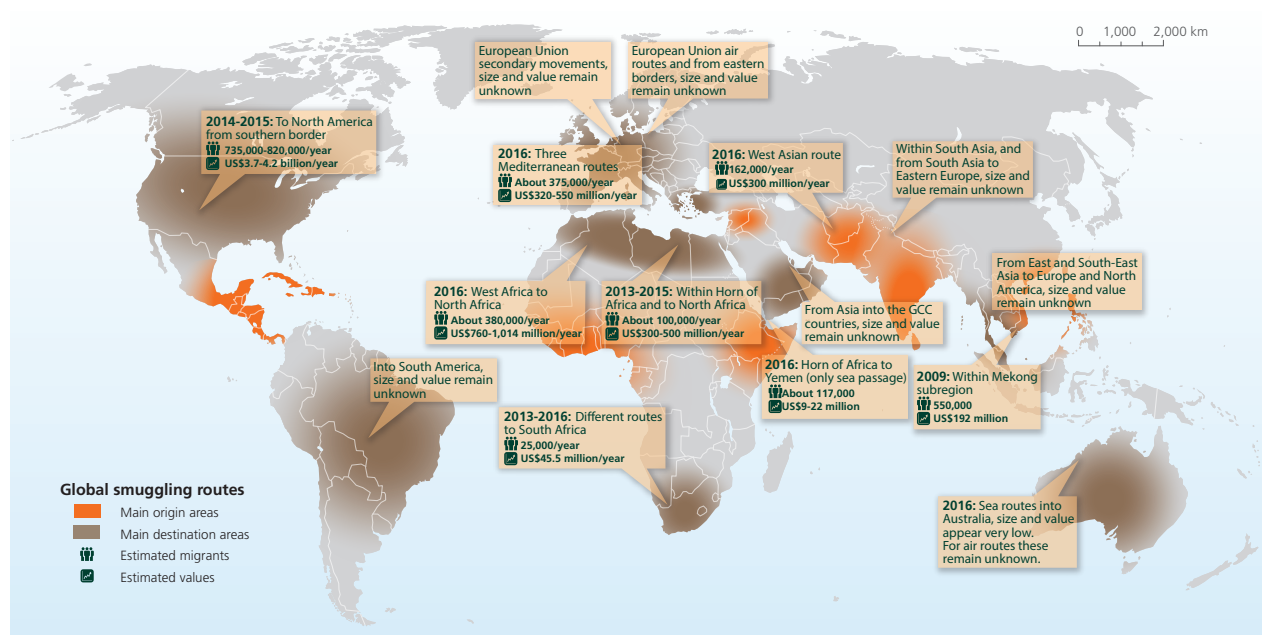 0 1,000 2,000 km
European Union
secondary movements,
size and value remain
unknown
European Union air
routes and from eastern
borders, size and value
remain unknown
2014-2015: To North America
from southern border
735,000-820,000/year
US$3.7-4.2 billion/year
2016: Three
Mediterranean routes
About 375,000/year
US$320-550 million/year
2016: West Asian route
162,000/year
US$300 million/year
Within South Asia, and
from South Asia to
Eastern Europe, size and
value remain unknown
From East and South-East
Asia to Europe and North
America, size and value
remain unknown
2016: West Africa to
North Africa
About 380,000/year
US$760-1,014 million/year
2013-2015: Within Horn of
Africa and to North Africa
About 100,000/year
US$300-500 million/year
From Asia into the GCC
countries, size and value
remain unknown
Into South America,
size and value remain
unknown
2016: Horn of Africa to
Yemen (only sea passage)
About 117,000
US$9-22 million
2009: Within Mekong
subregion
550,000
US$192 million
2013-2016: Different routes
to South Africa
25,000/year
US$45.5 million/year
2016: Sea routes into
Australia, size and value
appear very low.
For air routes these
remain unknown.
Global smuggling routes
Main origin areas
Main destination areas
Estimated migrants
Estimated values